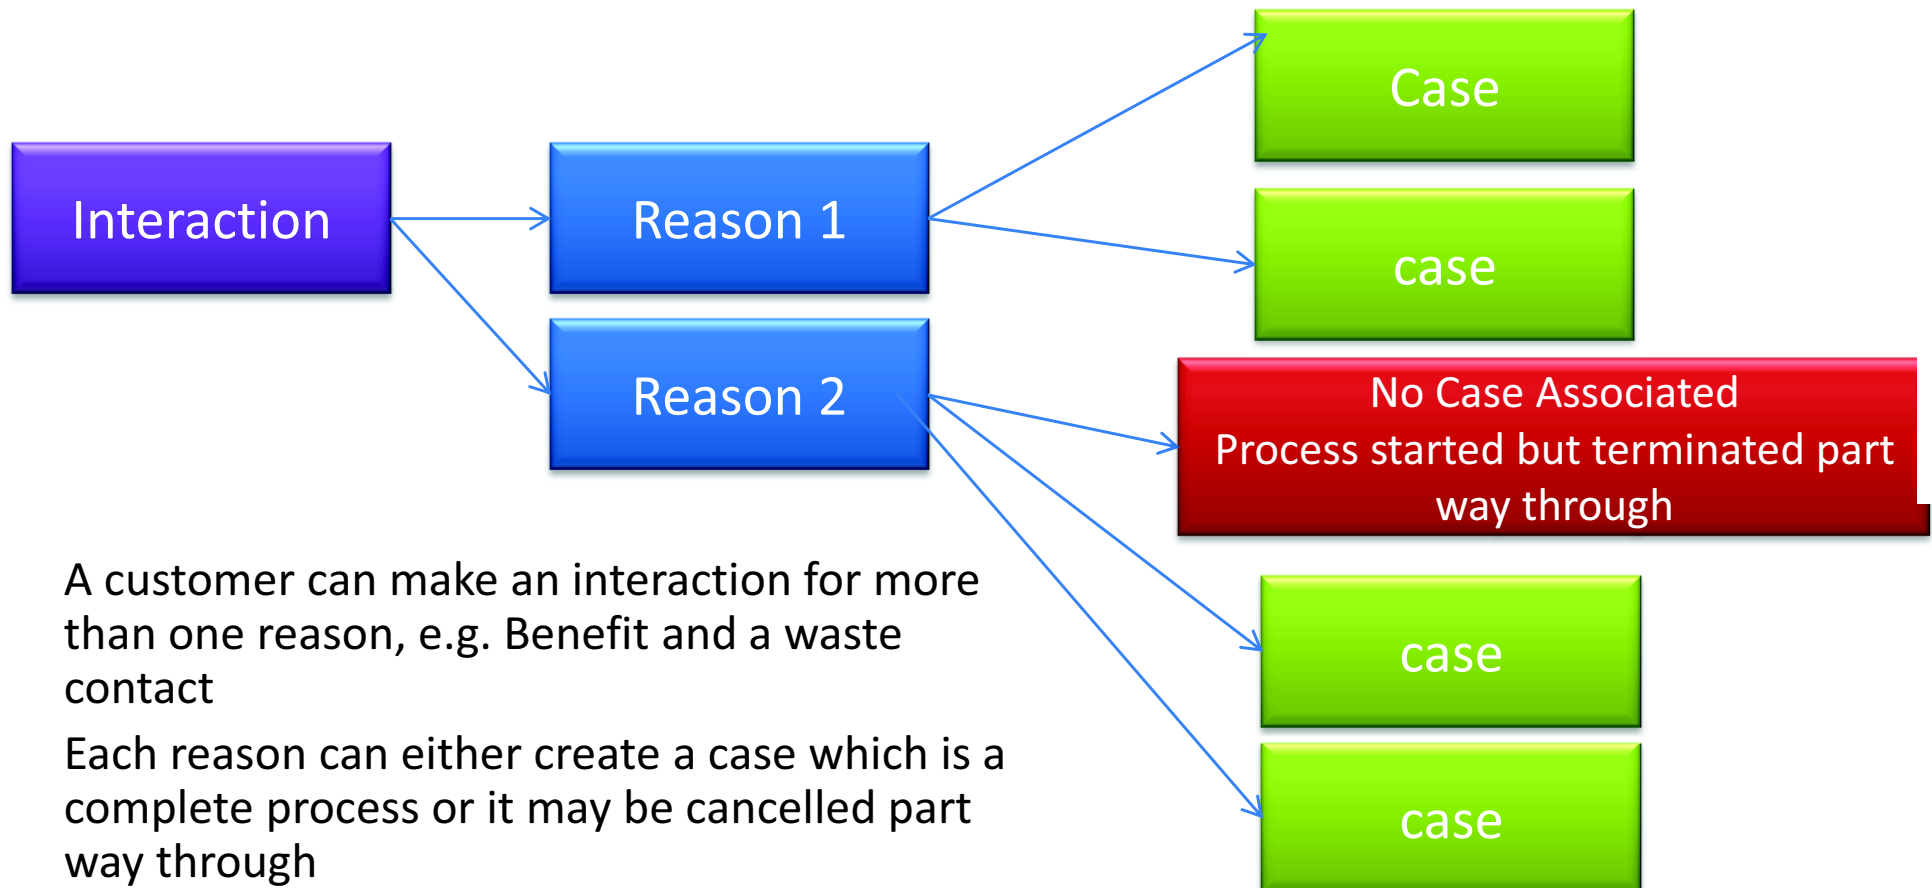 Case
Interaction
Reason 1
case
Reason 2
No Case Associated
Process started but terminated part
way through
A customer can make an interaction for more
than one reason, e.g. Benefit and a waste
contact
case
Each reason can either create a case which is a
complete process or it may be cancelled part
way through
case